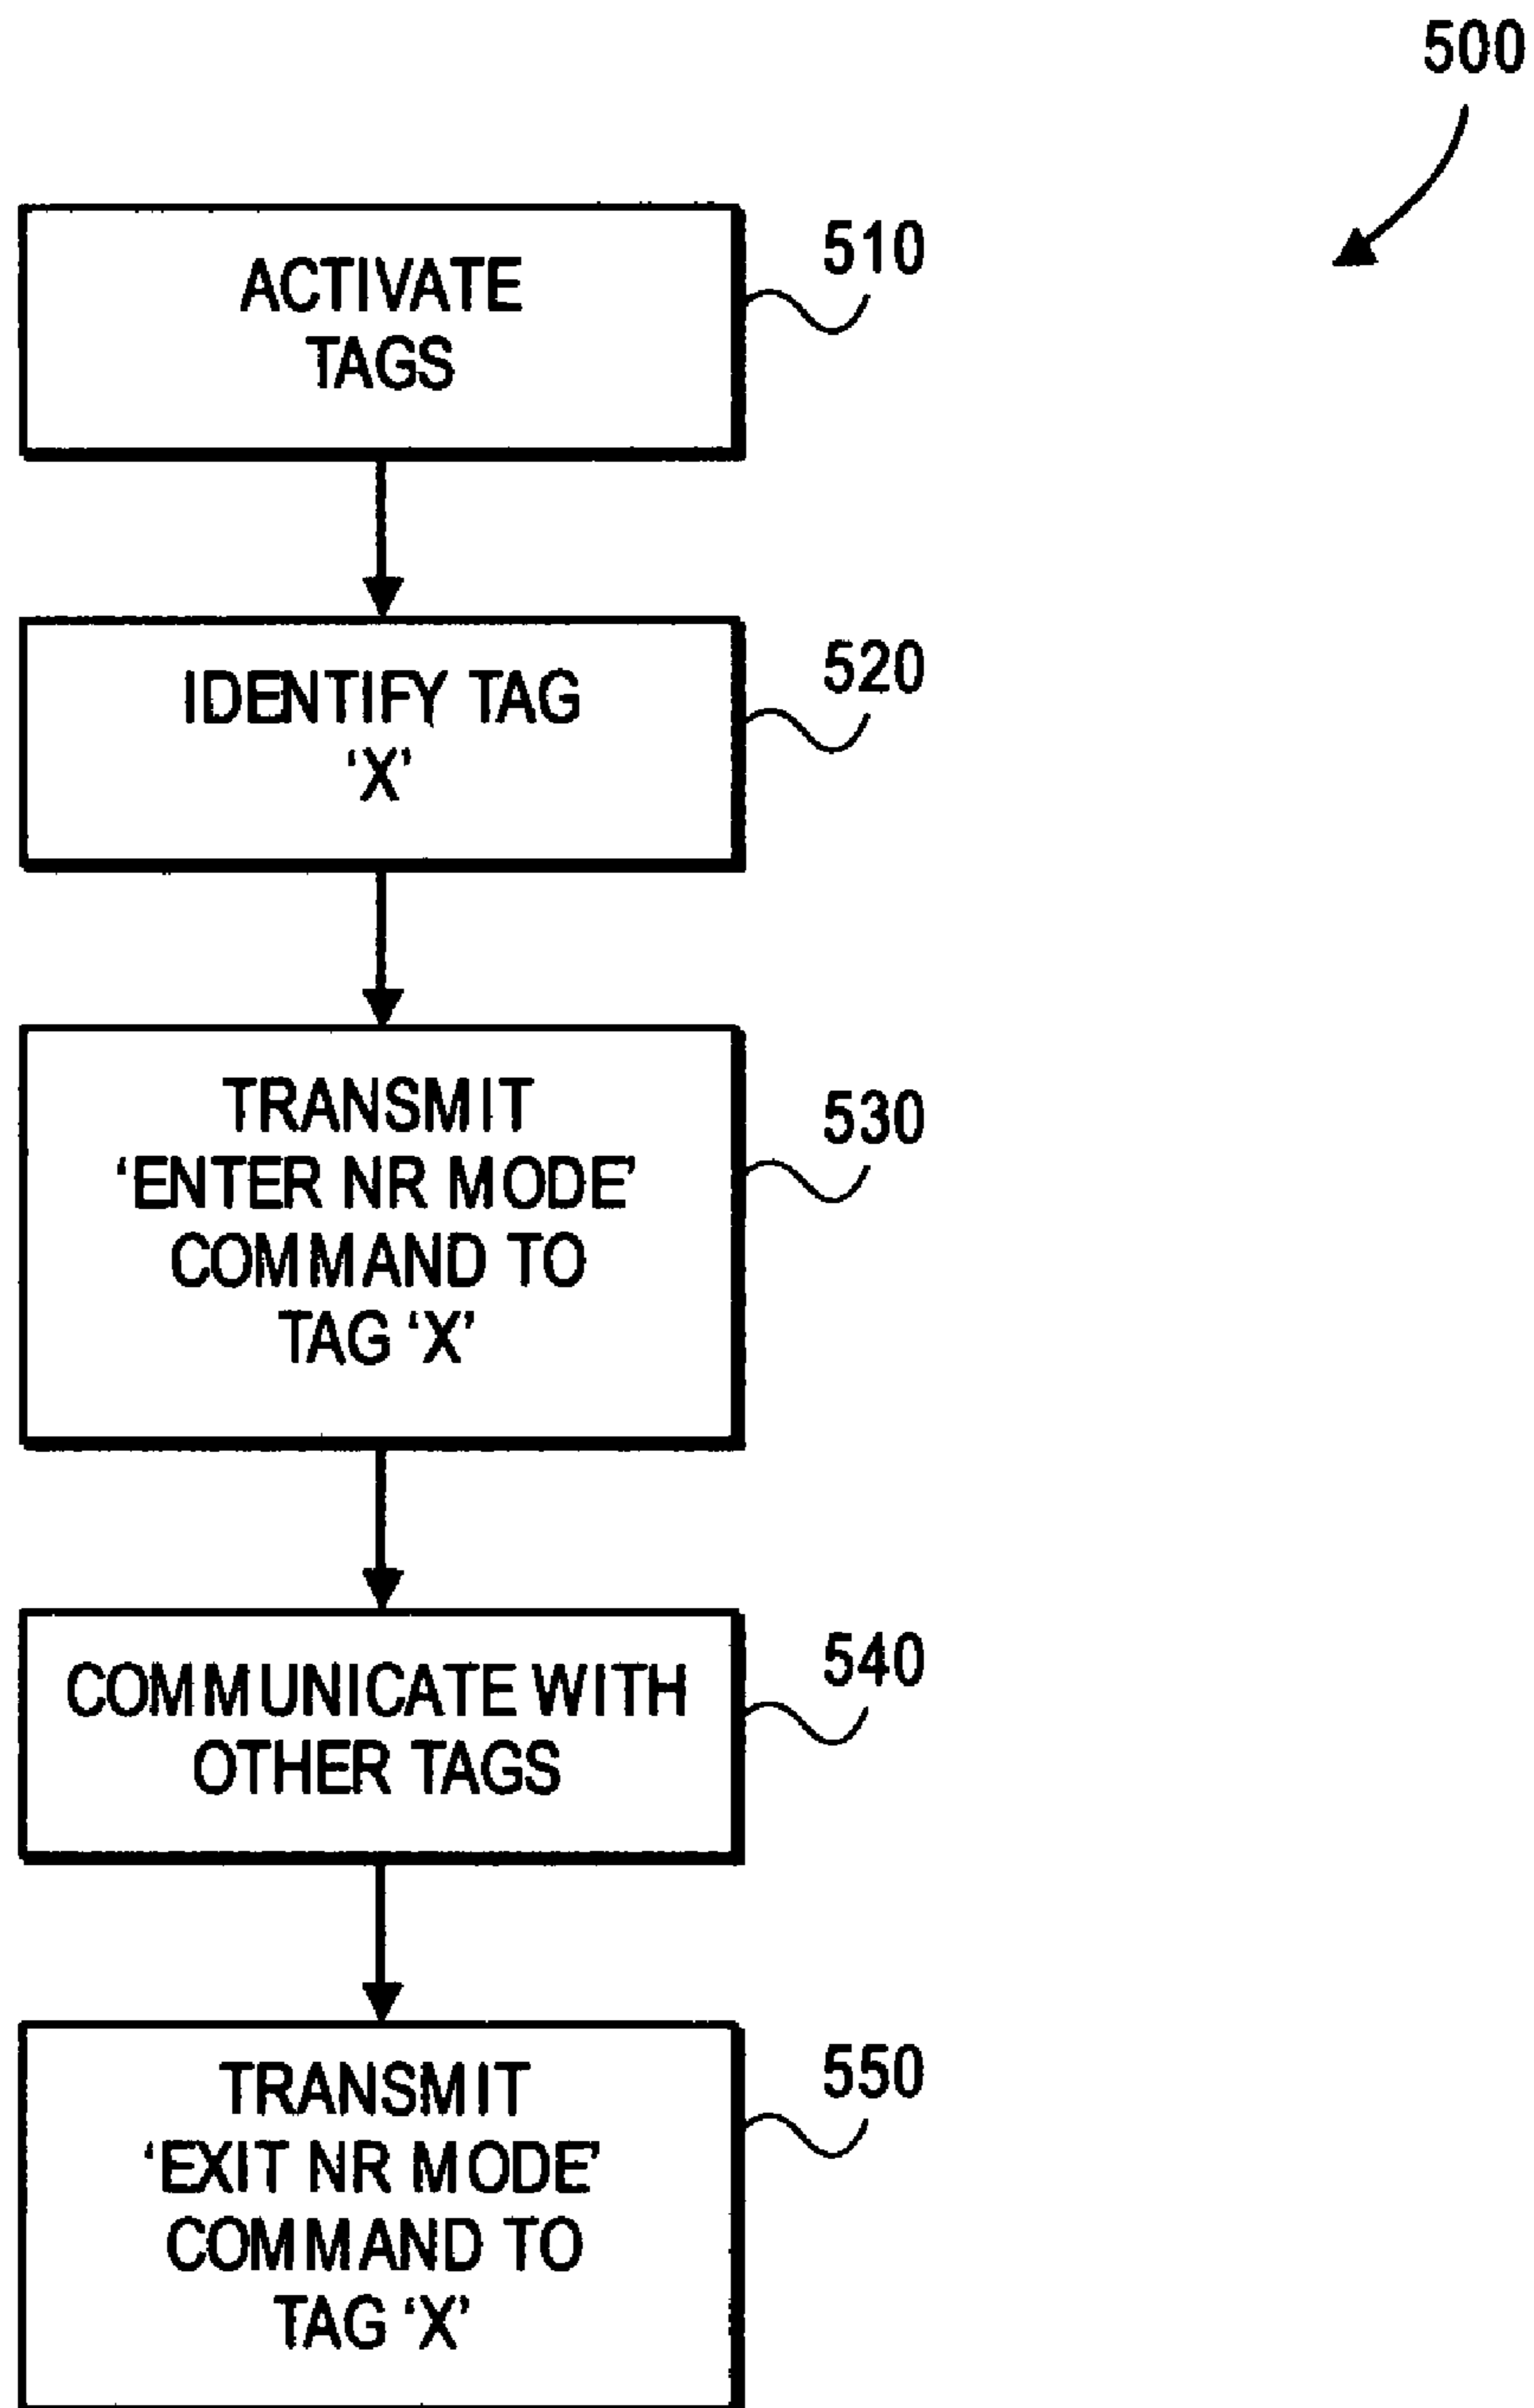 500
ACTIVATE
TAGS
510
IDENTIFY TAG
‘X’
520
TRANSMIT
‘ENTER NR MODE’
COMMAND TO
TAG ‘X’
530
COMMUNICATE WITH
OTHER TAGS
540
TRANSMIT
‘EXIT NR MODE’
COMMAND TO
TAG ‘X’
550